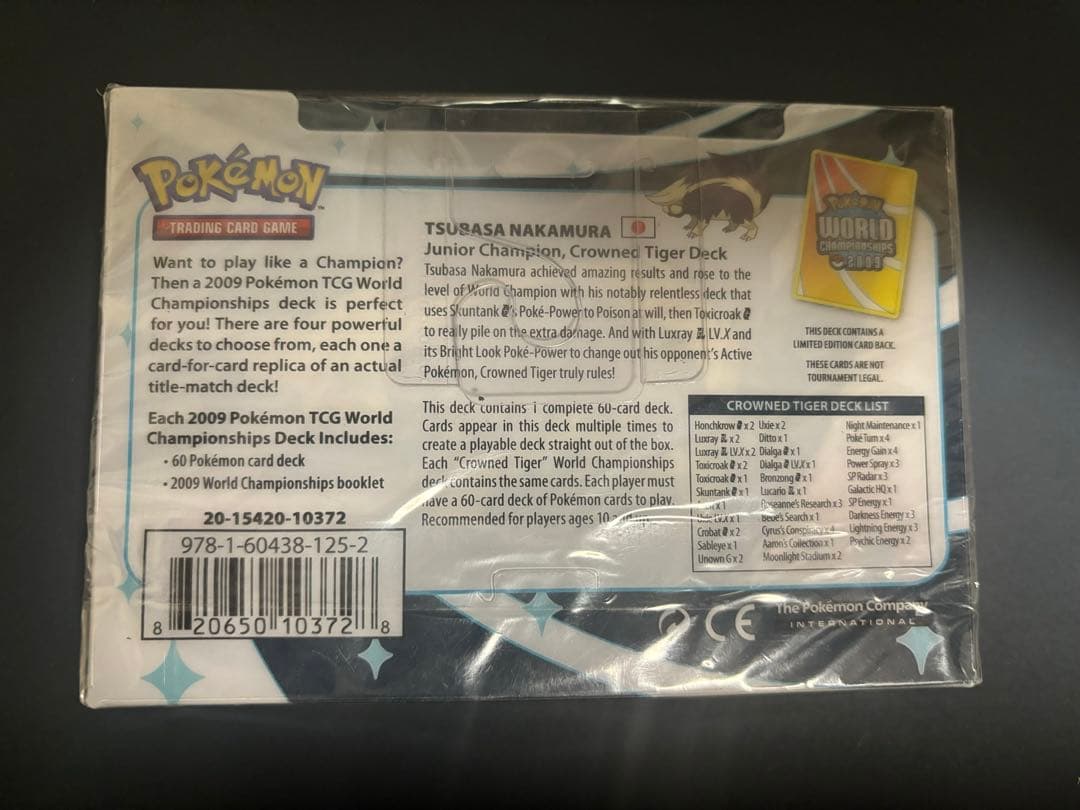 POKéMON
TRADING CARD GAME
Want to play like a Champion?
Then a 2009 Pokémon TCG World
Championships deck is perfect
for you! There are four powerful
decks to choose from, each one a
card-for-card replica of an actual
title-match deck!
Each 2009 Pokémon TCG World
Championships Deck Includes:
• 60 Pokémon card deck
• 2009 World Championships booklet
20-15420-10372
978-1-60438-125-2
8 20650 10372 8
TSUBASA NAKAMURA
Junior Champion, Crowned Tiger Deck
Tsubasa Nakamura achieved amazing results and rose to the
level of World Champion with his notably relentless deck that
uses Skuntank 's Poké-Power to Poison at will, then Toxicroak
to really pile on the extra damage. And with Luxray LV.X and
its Bright Look Poké-Power to change out his opponent's Active
Pokémon, Crowned Tiger truly rules!
This deck contains 1 complete 60-card deck.
Cards appear in this deck multiple times to
create a playable deck straight out of the box.
Each “Crowned Tiger” World Championships
deck contains the same cards. Each player must
have a 60-card deck of Pokémon cards to play.
Recommended for players ages 10
POKéMON
WORLD
CHAMPIONSHIPS
2009
THIS DECK CONTAINS A
LIMITED EDITION CARD BACK.
THESE CARDS ARE NOT
TOURNAMENT LEGAL.
CROWNED TIGER DECK LIST
Honchkrow x 2
Luxray x 2
Luxray LV.X x 2
Toxicroak x 2
Toxicroak x 1
Skuntank x 1
x 1
Uxie LV.X x 1
Crobat x 2
Sableye x 1
Unown G x 2
Uxie x 2
Ditto x 1
Dialga x 1
Dialga LV.X x 1
Bronzong x 1
Lucario x 1
Roseanne's Research x 3
Bebe's Search x 1
Cyrus's Conspiracy x 4
Aaron's Collection x 1
Moonlight Stadium x 2
Night Maintenance x 1
Poké Turn x 4
Energy Gain x 4
Power Spray x 3
SP Radar x 3
Galactic HQ x 1
SP Energy x 1
Darkness Energy x 3
Lightning Energy x 3
Psychic Energy x 2
CE
The Pokémon Company
INTERNATIONAL